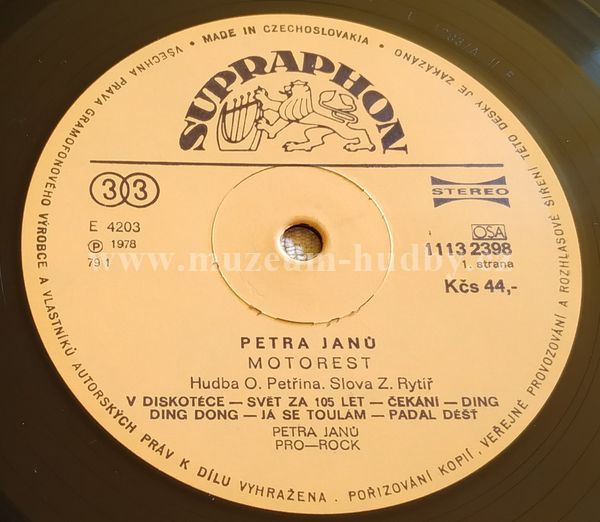 • MADE IN CZECHOSLOVAKIA •
VŠECHNA PRÁVA GRAMOFONOVÉHO VÝROBCE A VLASTNÍKŮ AUTORSKÝCH PRÁV K DÍLU VYHRAŽENA. POŘIZOVÁNÍ KOPIÍ, VEŘEJNÉ PROVOZOVÁNÍ A ROZHLASOVÉ ŠÍŘENÍ TÉTO DESKY JE ZAKÁZÁNO
SUPRAPHON
33
STEREO
E 4203
Ⓟ 1978
79 1
OSA
1113 2398
1. strana
Kčs 44,-
www.muzeum-hudby.cz
PETRA JANŮ
MOTOREST
Hudba O. Petřina. Slova Z. Rytíř
V DISKOTÉCE — SVĚT ZA 105 LET — ČEKÁNÍ — DING
DING DONG — JÁ SE TOULÁM — PADAL DÉŠŤ
PETRA JANŮ
PRO—ROCK